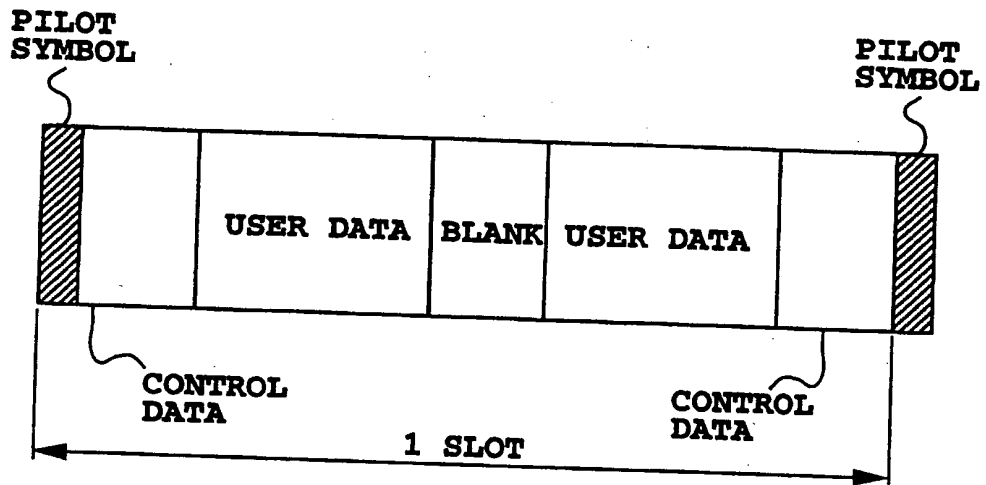 PILOT
SYMBOL
PILOT
SYMBOL
USER DATA
BLANK
USER DATA
CONTROL
DATA
CONTROL
DATA
1 SLOT